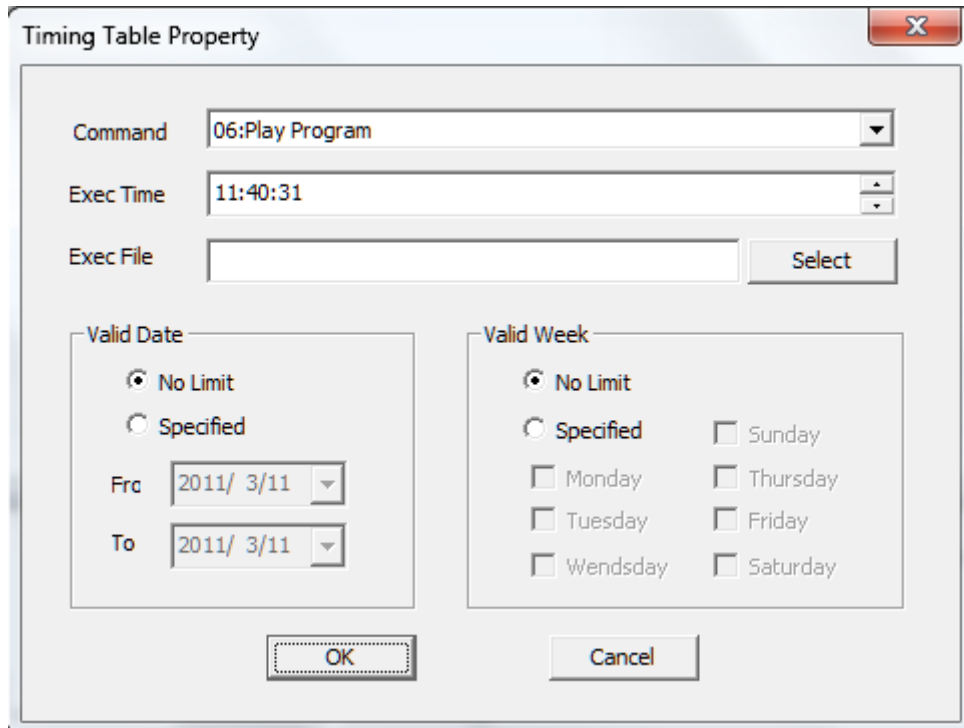 Timing Table Property
Command 06:Play Program
Exec Time 11:40:31
Exec File Select
Valid Date
No Limit
Specified
Frc 2011/ 3/11
To 2011/ 3/11
Valid Week
No Limit
Specified Sunday
Monday Thursday
Tuesday Friday
Wendsday Saturday
OK Cancel